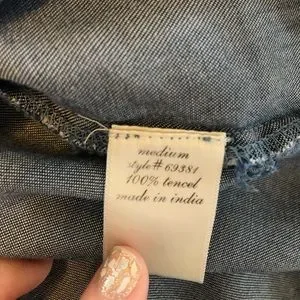 medium
style# 69381
100% tencel
made in india